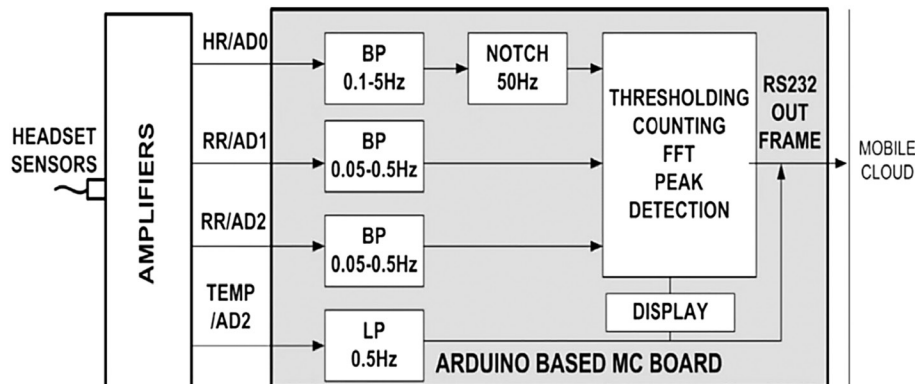 HEADSET
SENSORS
AMPLIFIERS
HR/AD0
BP
0.1-5Hz
NOTCH
50Hz
RR/AD1
BP
0.05-0.5Hz
RR/AD2
BP
0.05-0.5Hz
TEMP
/AD2
LP
0.5Hz
THRESHOLDING
COUNTING
FFT
PEAK
DETECTION
DISPLAY
RS232
OUT
FRAME
MOBILE
CLOUD
ARDUINO BASED MC BOARD